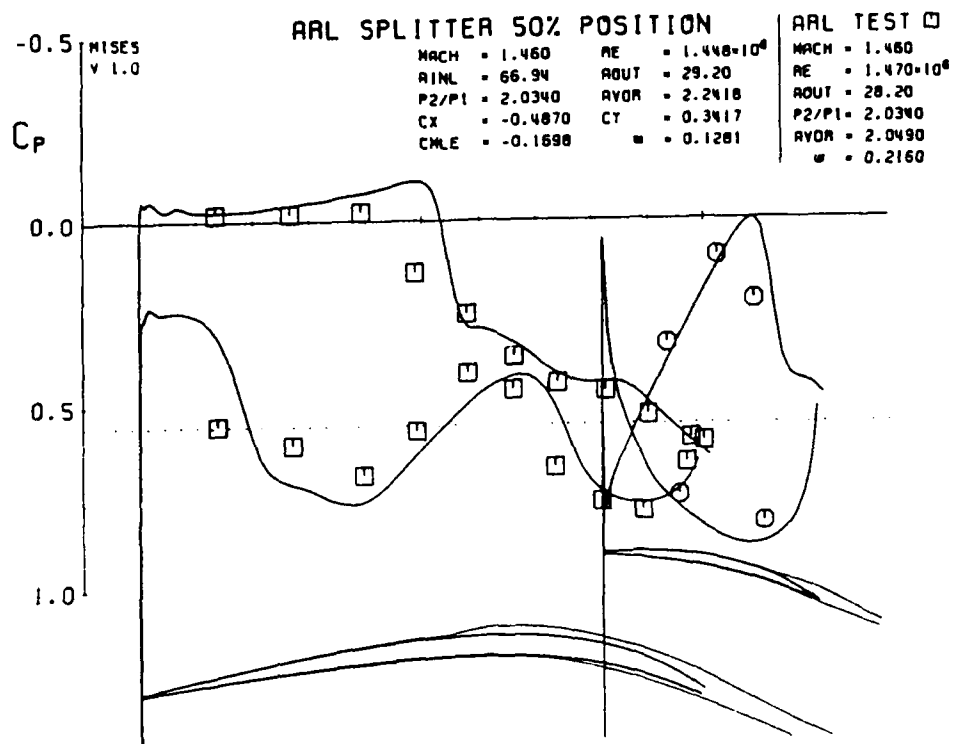 ARL SPLITTER 50% POSITION
MISES
V 1.0
MACH = 1.460 RE = 1.448*10⁶
AINL = 66.94 AOUT = 29.20
P2/P1 = 2.0340 AVDR = 2.2418
CX = -0.4870 CT = 0.3417
CMLE = -0.1698 ω = 0.1281
ARL TEST
MACH = 1.460
RE = 1.470*10⁶
AOUT = 28.20
P2/P1= 2.0340
AVDR = 2.0490
ω = 0.2160
-0.5
CP
0.0
0.5
1.0